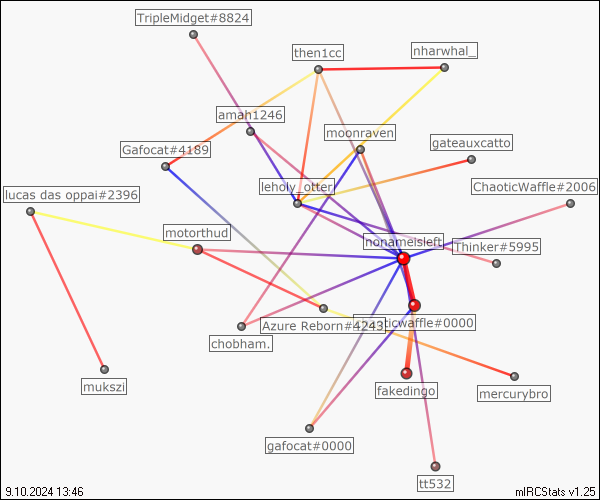 TripleMidget#8824
then1cc
nharwhal_
amah1246
moonraven
Gafocat#4189
gateauxcatto
leholy_otter
ChaoticWaffle#2006
lucas das oppai#2396
motorthud
nonameisleft
Thinker#5995
Azure Reborn#4243
aoticwaffle#0000
chobham.
mukszi
fakedingo
mercurybro
gafocat#0000
tt532
9.10.2024 13:46
mIRCStats v1.25